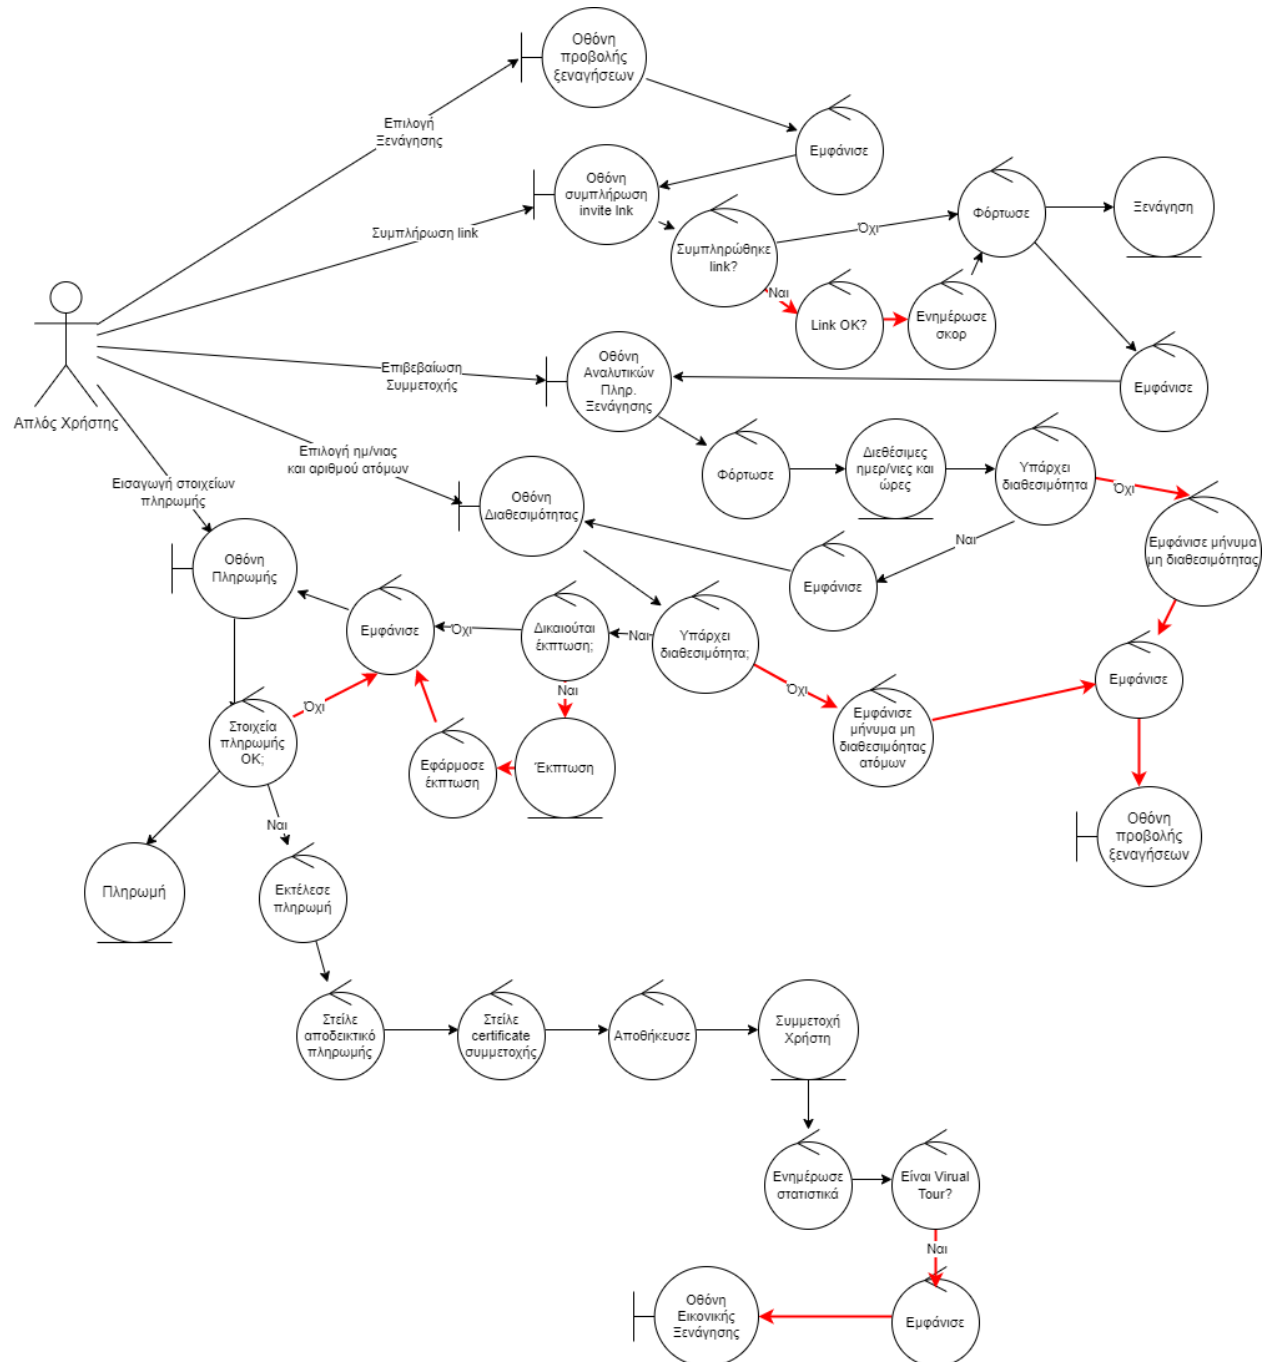 Οθόνη
προβολής
ξεναγήσεων
Επιλογή
Ξενάγησης
Εμφάνισε
Οθόνη
συμπλήρωση
invite lnk
Συμπλήρωση link
Συμπληρώθηκε
link?
Όχι
Φόρτωσε
Ξενάγηση
Ναι
Link OK?
Ενημέρωσε
σκορ
Επιβεβαίωση
Συμμετοχής
Οθόνη
Αναλυτικών
Πληρ.
Ξενάγησης
Εμφάνισε
Απλός Χρήστης
Επιλογή ημ/νιας
και αριθμού ατόμων
Φόρτωσε
Διεθέσιμες
ημερ/νιες και
ώρες
Υπάρχει
διαθεσιμότητα
Όχι
Εισαγωγή στοιχείων
πληρωμής
Οθόνη
Διαθεσιμότητας
Ναι
Εμφάνισε μήνυμα
μη διαθεσιμότητας
Οθόνη
Πληρωμής
Εμφάνισε
Εμφάνισε
Όχι
Δικαιούται
έκπτωση;
Ναι
Υπάρχει
διαθεσιμότητα;
Όχι
Εμφάνισε
Ναι
Όχι
Στοιχεία
πληρωμής
OK;
Εφάρμοσε
έκπτωση
Έκπτωση
Εμφάνισε
μήνυμα μη
διαθεσιμόητας
ατόμων
Ναι
Οθόνη
προβολής
ξεναγήσεων
Πληρωμή
Εκτέλεσε
πληρωμή
Στείλε
αποδεικτικό
πληρωμής
Στείλε
certificate
συμμετοχής
Αποθήκευσε
Συμμετοχή
Χρήστη
Ενημέρωσε
στατιστικά
Είναι Virual
Tour?
Ναι
Οθόνη
Εικονικής
Ξενάγησης
Εμφάνισε